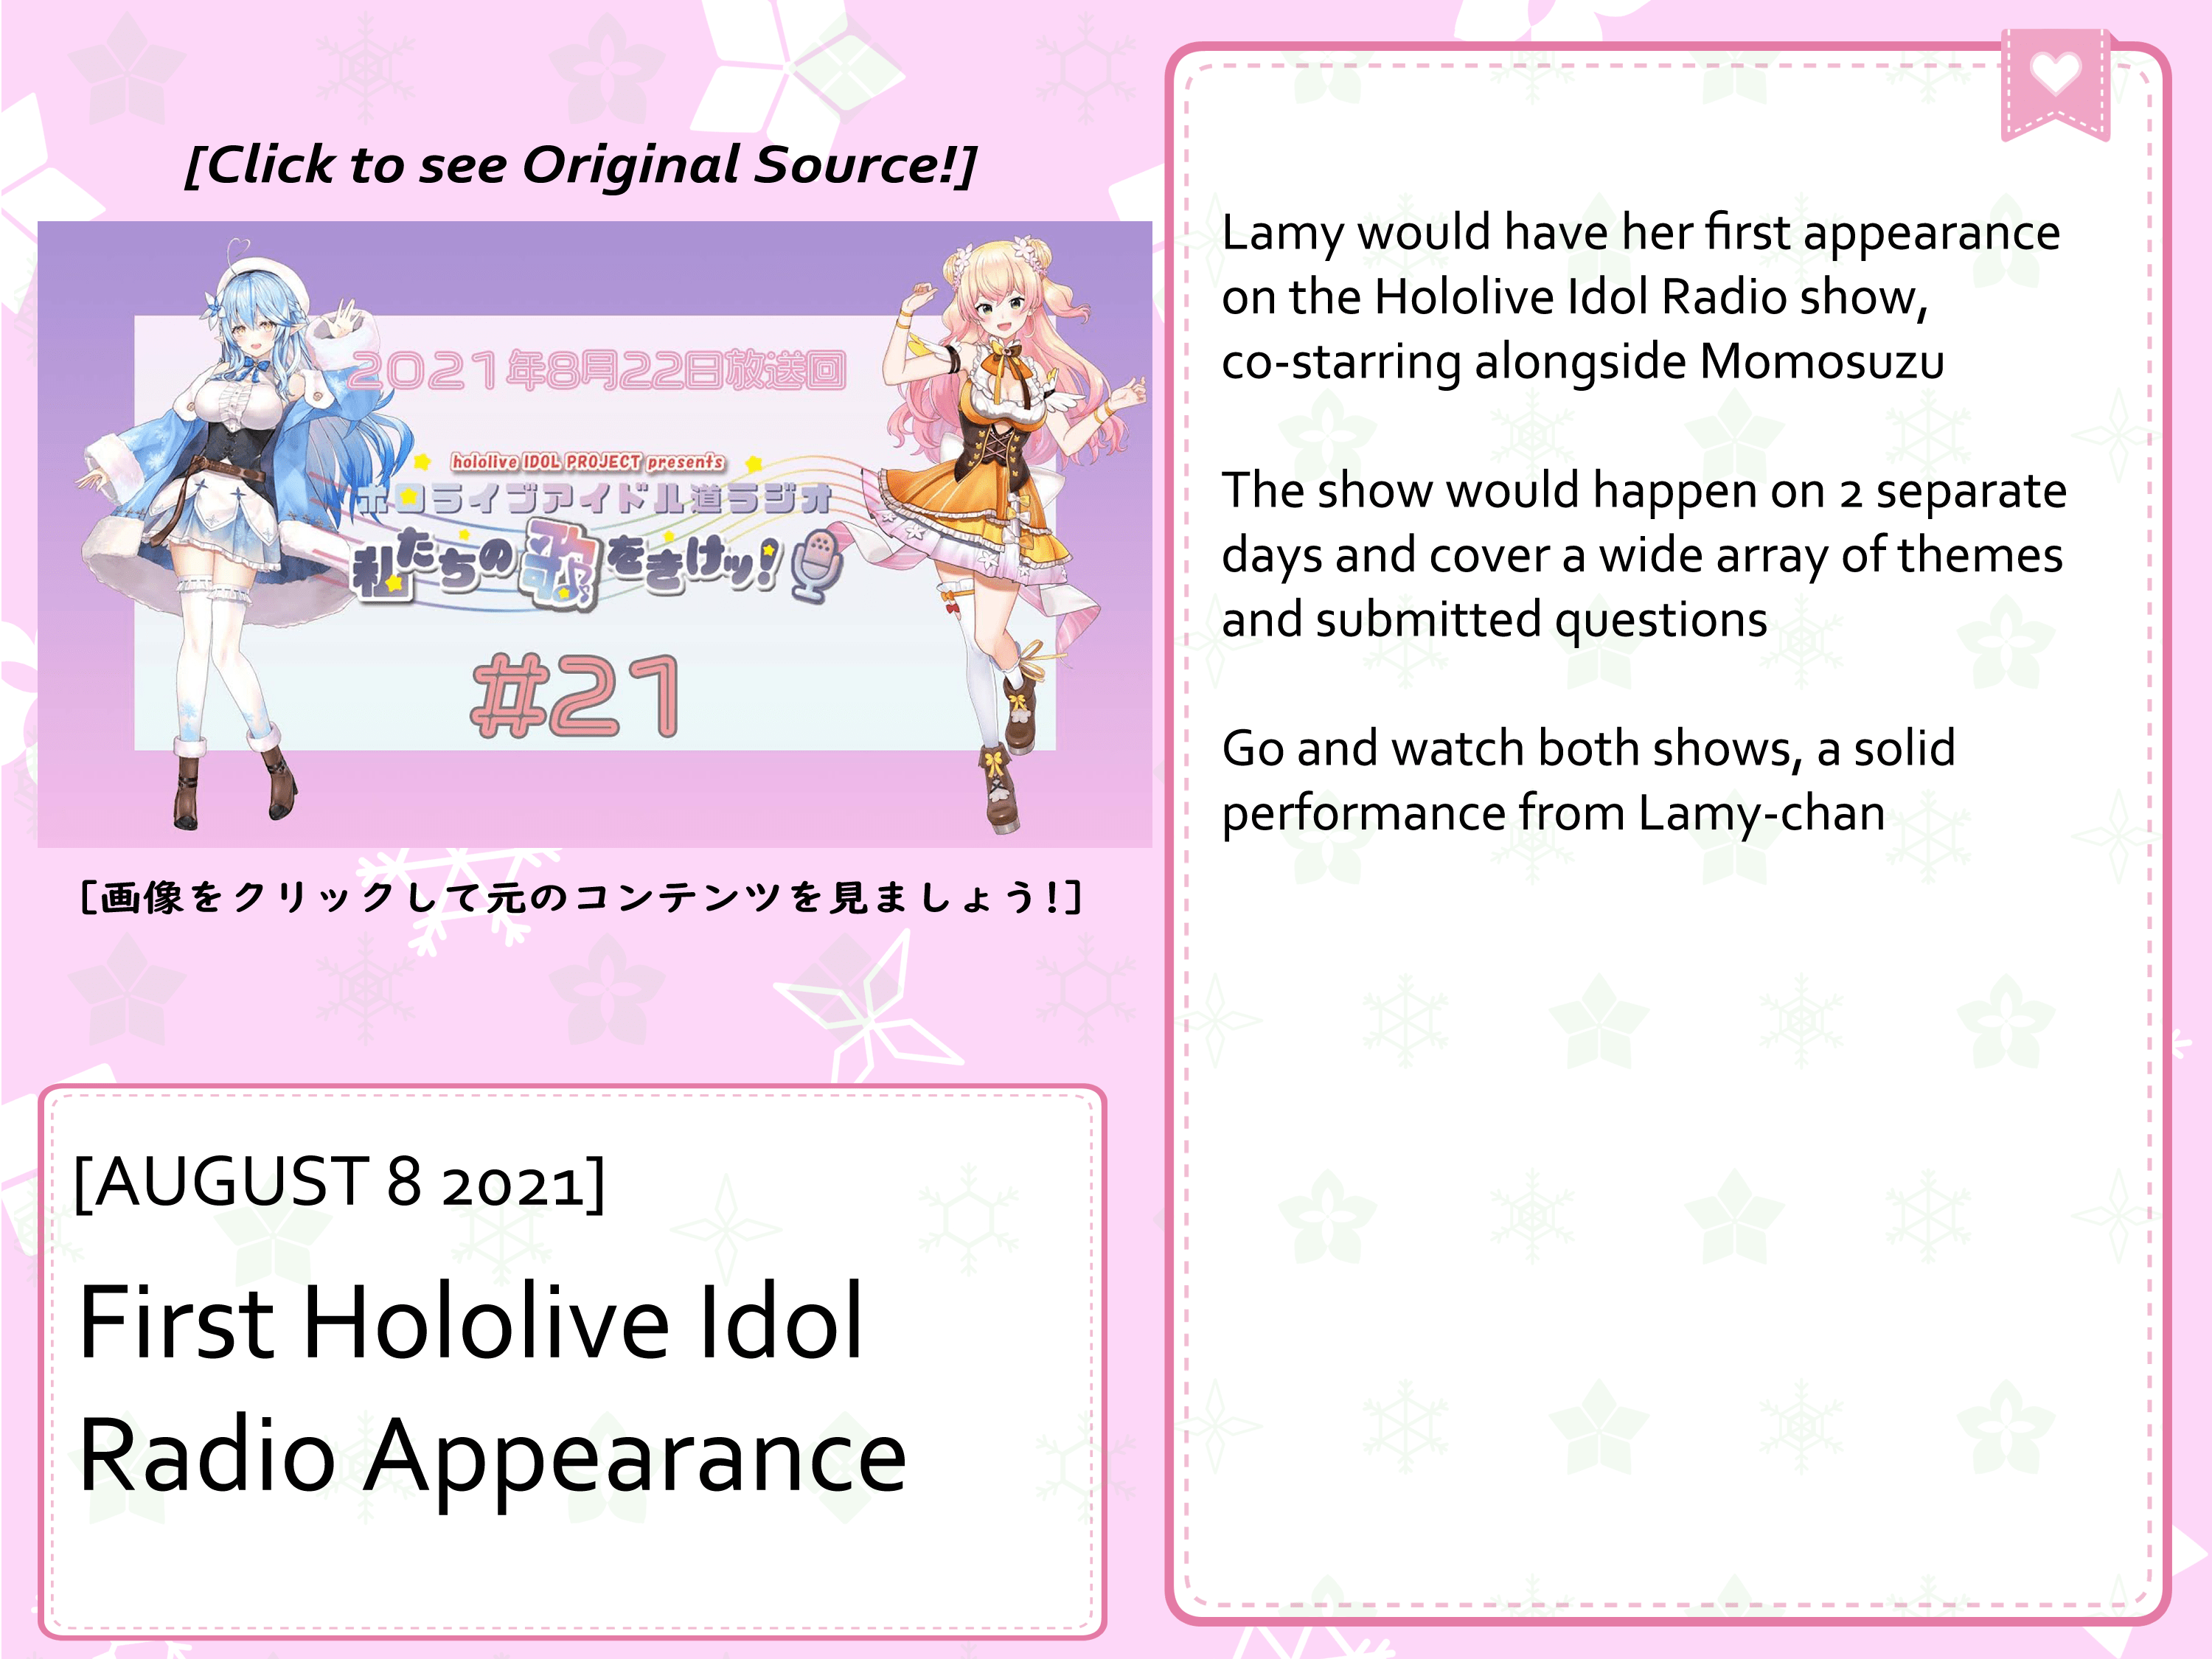 [Click to see Original Source!]
2021年8月22日放送回
hololive IDOL PROJECT presents
ホロライブアイドル道ラジオ
私たちの歌をきけッ!
#21
[画像をクリックして元のコンテンツを見ましょう!]
[AUGUST 8 2021]
First Hololive Idol
Radio Appearance
Lamy would have her first appearance
on the Hololive Idol Radio show,
co-starring alongside Momosuzu
The show would happen on 2 separate
days and cover a wide array of themes
and submitted questions
Go and watch both shows, a solid
performance from Lamy-chan